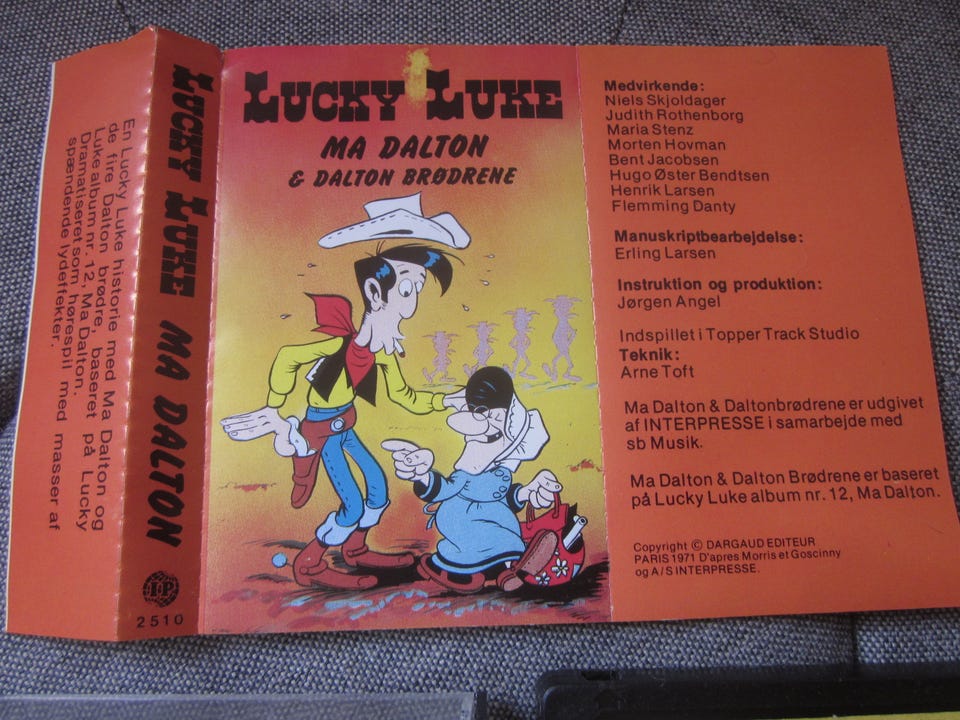 En Lucky Luke historie med Ma Dalton og
de fire Dalton brødre, baseret på Lucky
Luke album nr. 12, Ma Dalton.
Dramatiseret som hørespil med masser af
spændende lydeffekter.
LUCKY LUKE MA DALTON
IP
2510
LUCKY LUKE
MA DALTON
& DALTON BRØDRENE
Medvirkende:
Niels Skjoldager
Judith Rothenborg
Maria Stenz
Morten Hovman
Bent Jacobsen
Hugo Øster Bendtsen
Henrik Larsen
Flemming Danty
Manuskriptbearbejdelse:
Erling Larsen
Instruktion og produktion:
Jørgen Angel
Indspillet i Topper Track Studio
Teknik:
Arne Toft
Ma Dalton & Daltonbrødrene er udgivet
af INTERPRESSE i samarbejde med
sb Musik.
Ma Dalton & Dalton Brødrene er baseret
på Lucky Luke album nr. 12, Ma Dalton.
Copyright © DARGAUD EDITEUR
PARIS 1971 D'apres Morris et Goscinny
og A/S INTERPRESSE.